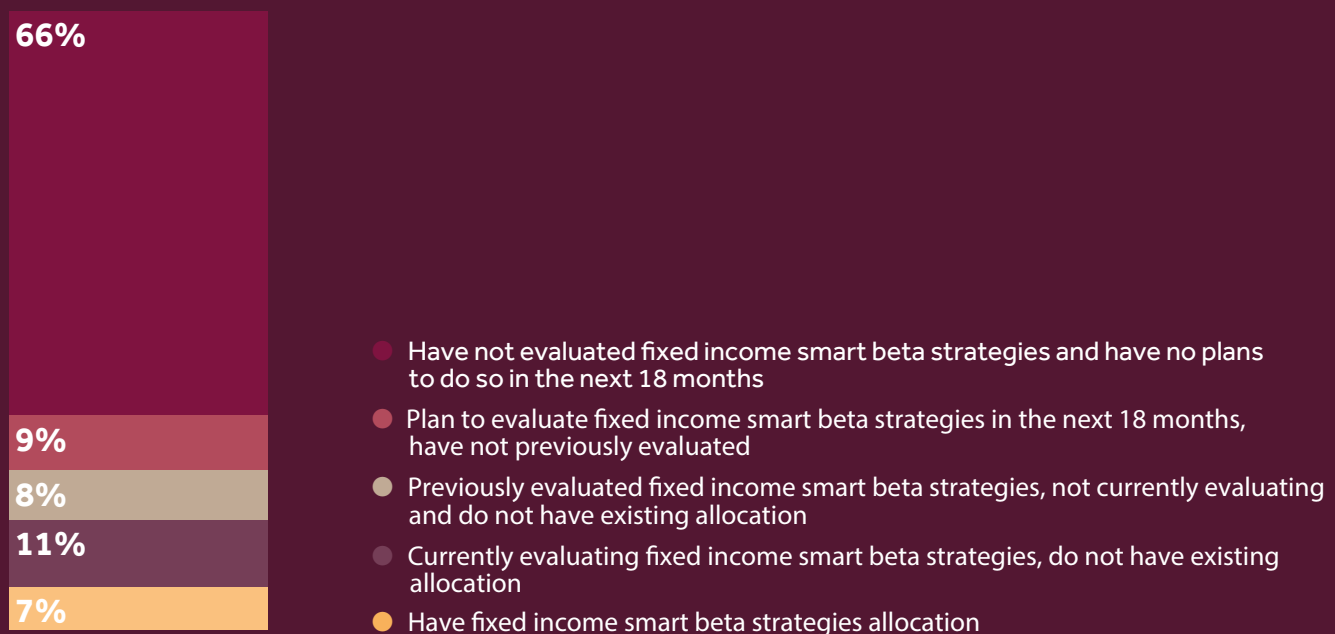 66%
9%
8%
11%
7%
Have not evaluated fixed income smart beta strategies and have no plans
to do so in the next 18 months
Plan to evaluate fixed income smart beta strategies in the next 18 months,
have not previously evaluated
Previously evaluated fixed income smart beta strategies, not currently evaluating
and do not have existing allocation
Currently evaluating fixed income smart beta strategies, do not have existing
allocation
Have fixed income smart beta strategies allocation